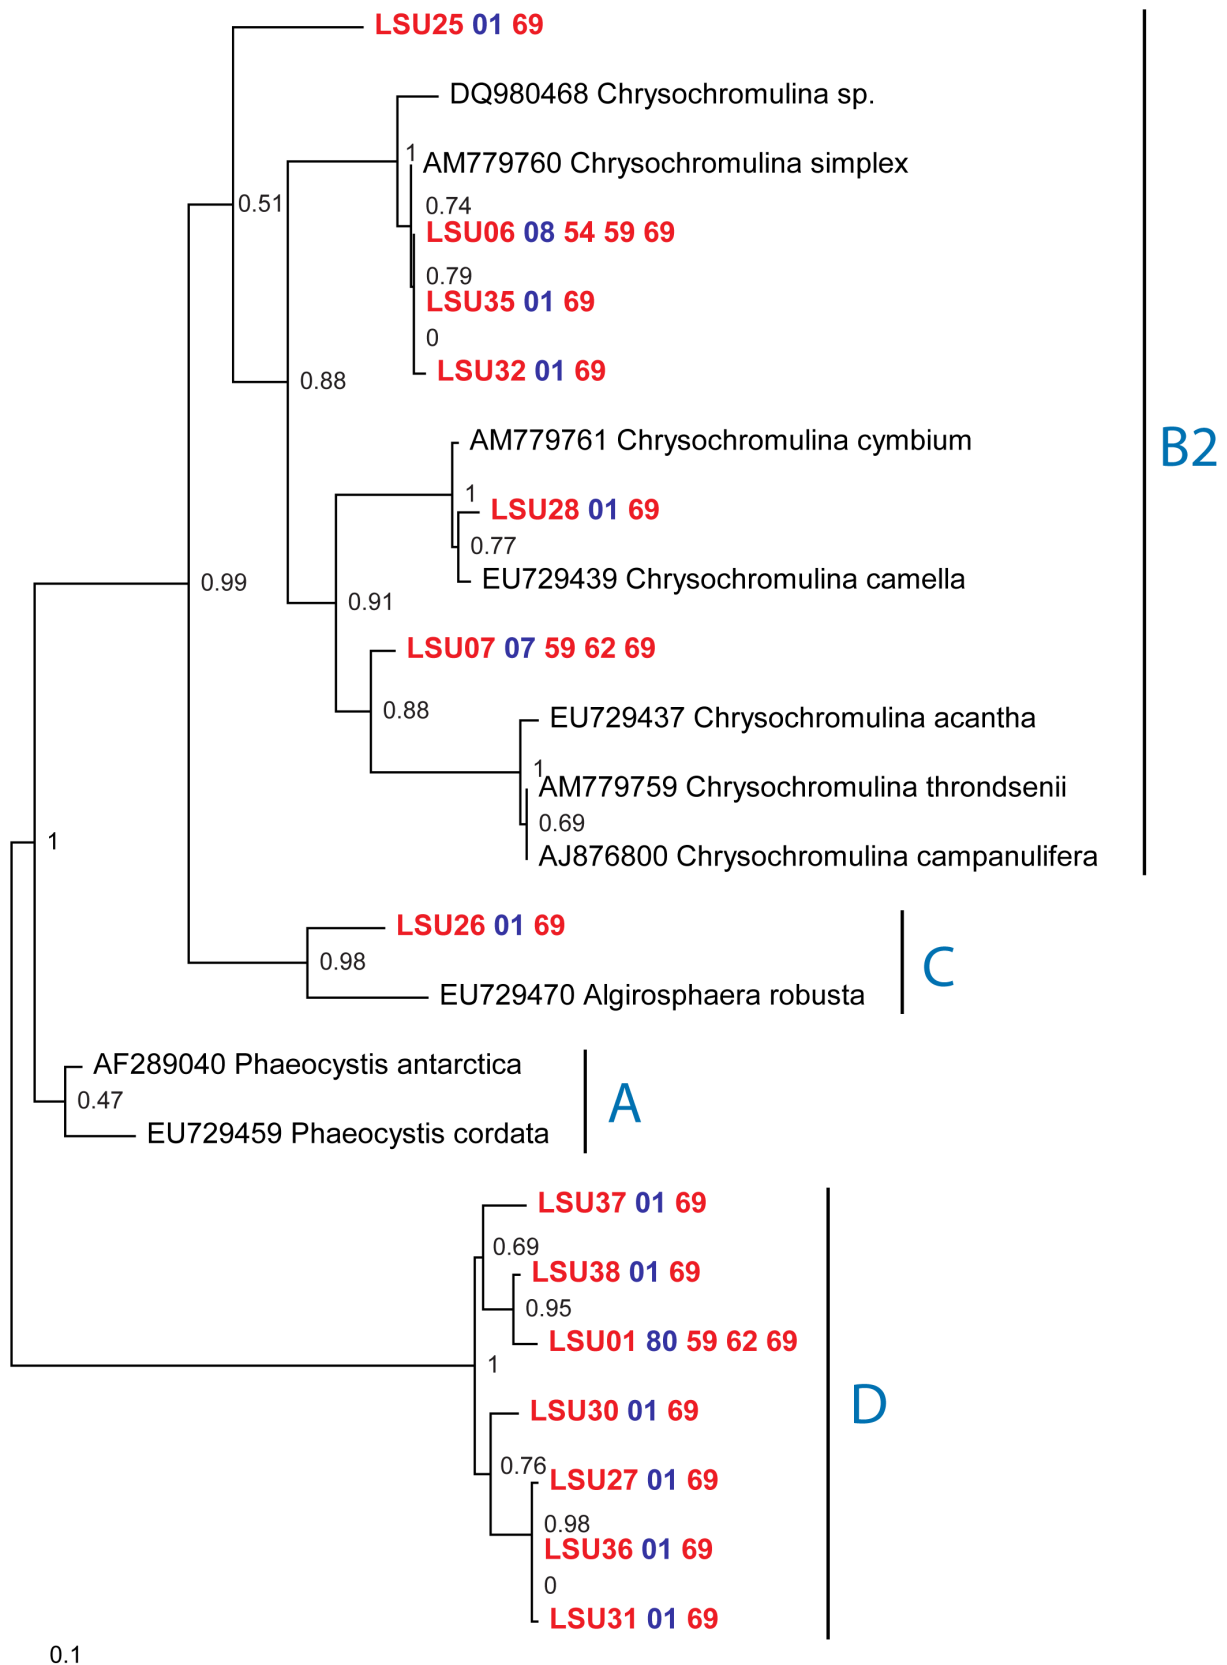 LSU25 01 69
DQ980468 Chrysochromulina sp.
1
AM779760 Chrysochromulina simplex
0.51
0.74
LSU06 08 54 59 69
0.79
LSU35 01 69
0
LSU32 01 69
0.88
AM779761 Chrysochromulina cymbium
B2
1
LSU28 01 69
0.77
EU729439 Chrysochromulina camella
0.99
0.91
LSU07 07 59 62 69
0.88
EU729437 Chrysochromulina acantha
1
AM779759 Chrysochromulina throndsenii
0.69
1
AJ876800 Chrysochromulina campanulifera
LSU26 01 69
0.98
C
EU729470 Algirosphaera robusta
AF289040 Phaeocystis antarctica
0.47
A
EU729459 Phaeocystis cordata
LSU37 01 69
0.69
LSU38 01 69
0.95
LSU01 80 59 62 69
1
D
LSU30 01 69
0.76
LSU27 01 69
0.98
LSU36 01 69
0
LSU31 01 69
0.1